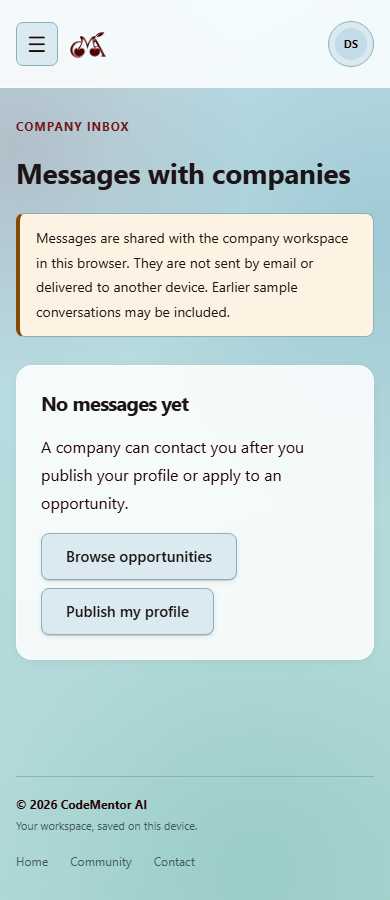 DS
COMPANY INBOX
Messages with companies
Messages are shared with the company workspace
in this browser. They are not sent by email or
delivered to another device. Earlier sample
conversations may be included.
No messages yet
A company can contact you after you
publish your profile or apply to an
opportunity.
Browse opportunities
Publish my profile
© 2026 CodeMentor AI
Your workspace, saved on this device.
Home Community Contact